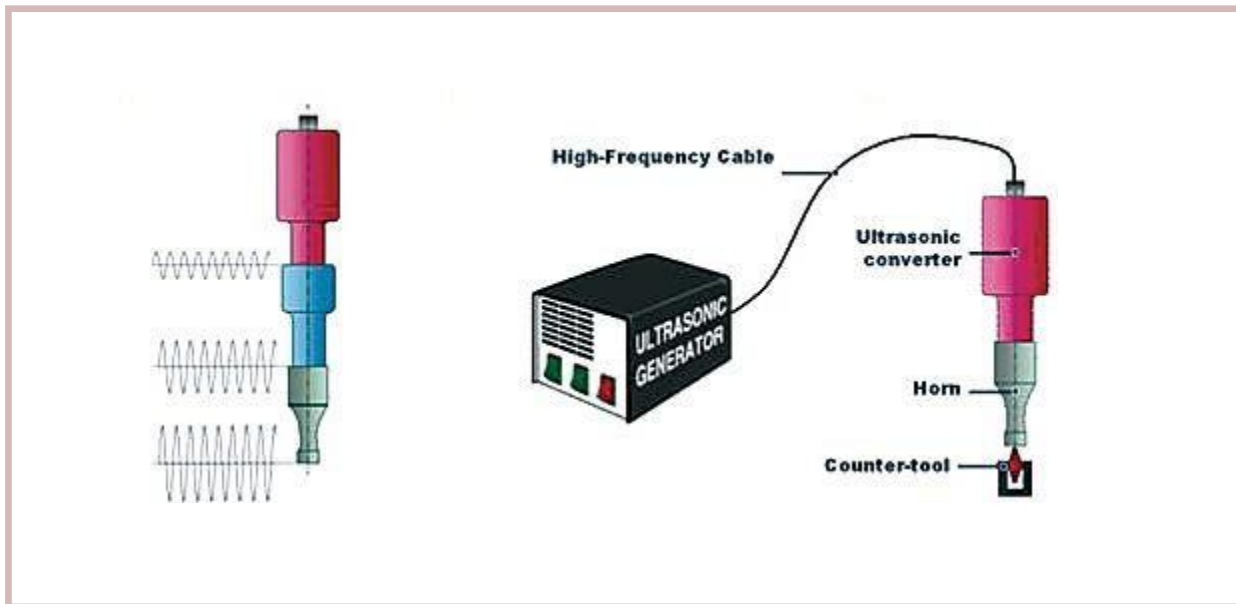 High-Frequency Cable
Ultrasonic
converter
ULTRASONIC
GENERATOR
Horn
Counter-tool